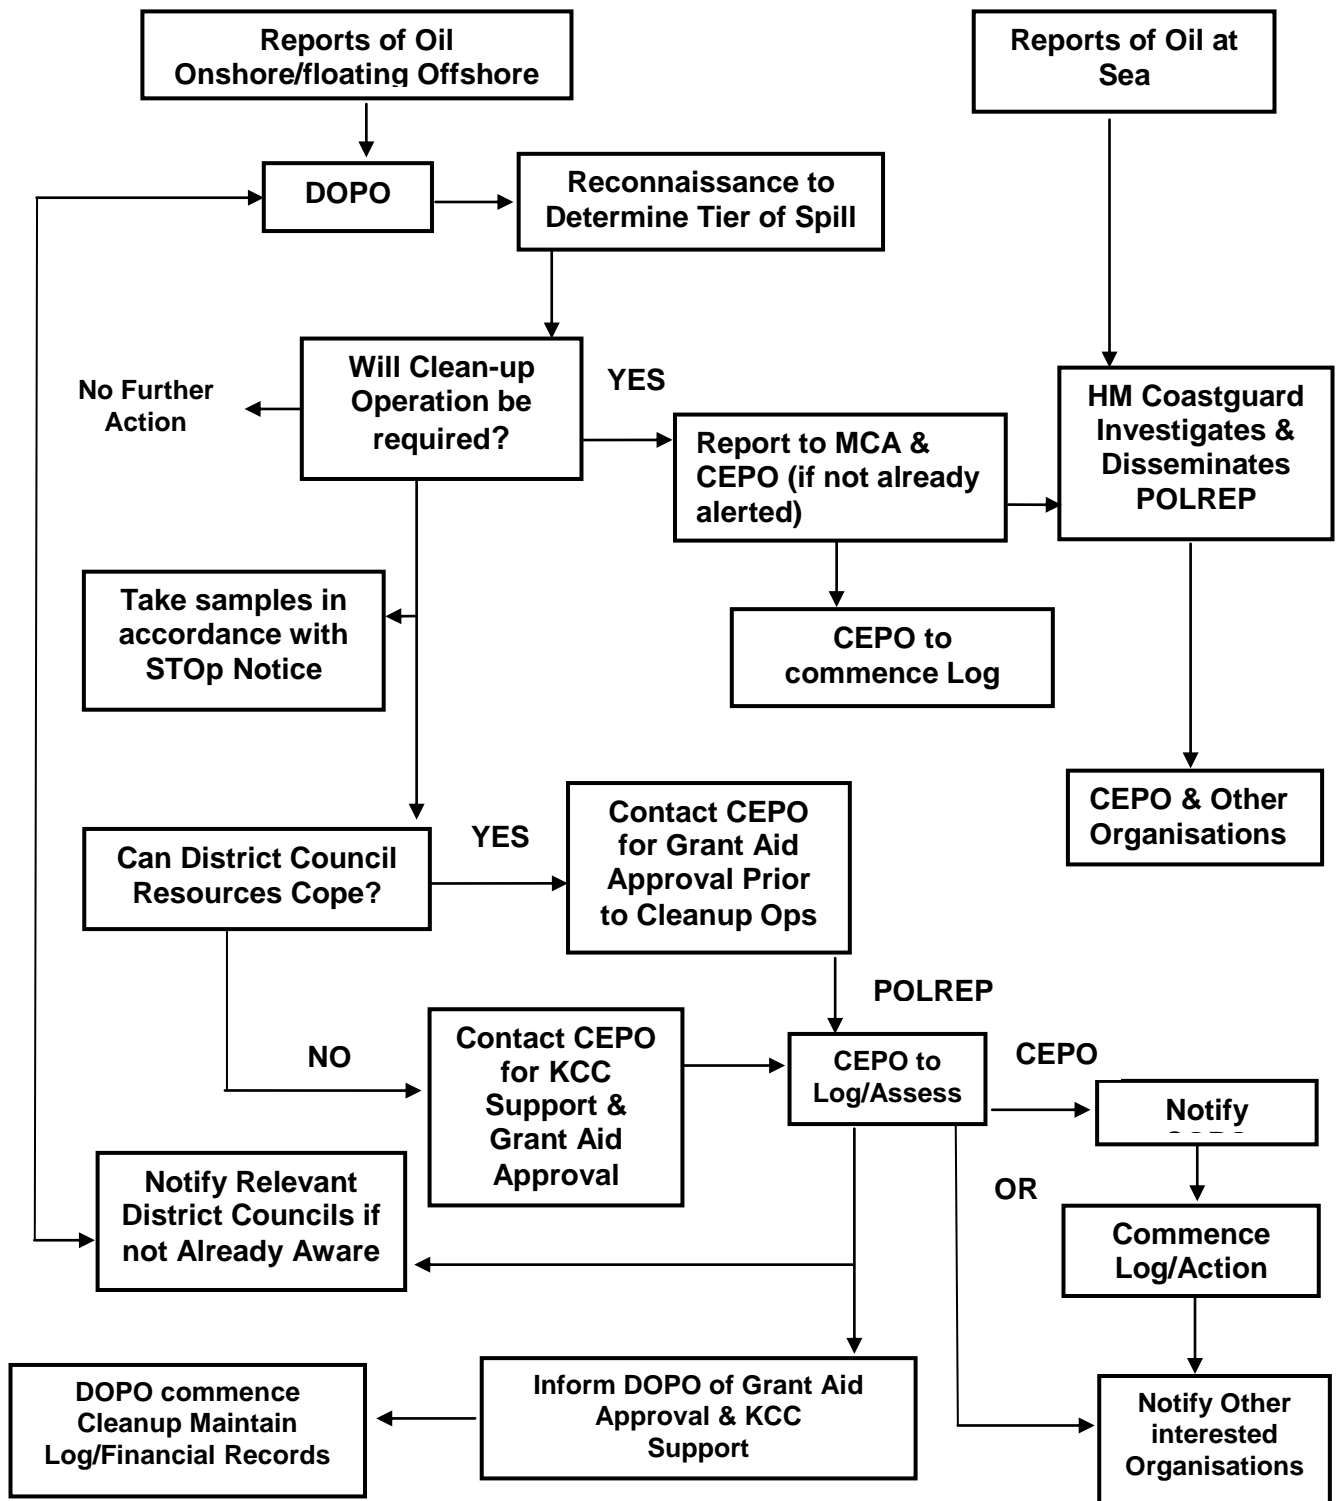 Reports of Oil
Onshore/floating Offshore
Reports of Oil at
Sea
DOPO
Reconnaissance to
Determine Tier of Spill
No Further
Action
Will Clean-up
Operation be
required?
YES
Report to MCA &
CEPO (if not already
alerted)
HM Coastguard
Investigates &
Disseminates
POLREP
Take samples in
accordance with
STOp Notice
CEPO to
commence Log
CEPO & Other
Organisations
Can District Council
Resources Cope?
YES
Contact CEPO
for Grant Aid
Approval Prior
to Cleanup Ops
POLREP
NO
Contact CEPO
for KCC
Support &
Grant Aid
Approval
CEPO to
Log/Assess
CEPO
Notify
OR
Notify Relevant
District Councils if
not Already Aware
Commence
Log/Action
DOPO commence
Cleanup Maintain
Log/Financial Records
Inform DOPO of Grant Aid
Approval & KCC
Support
Notify Other
interested
Organisations